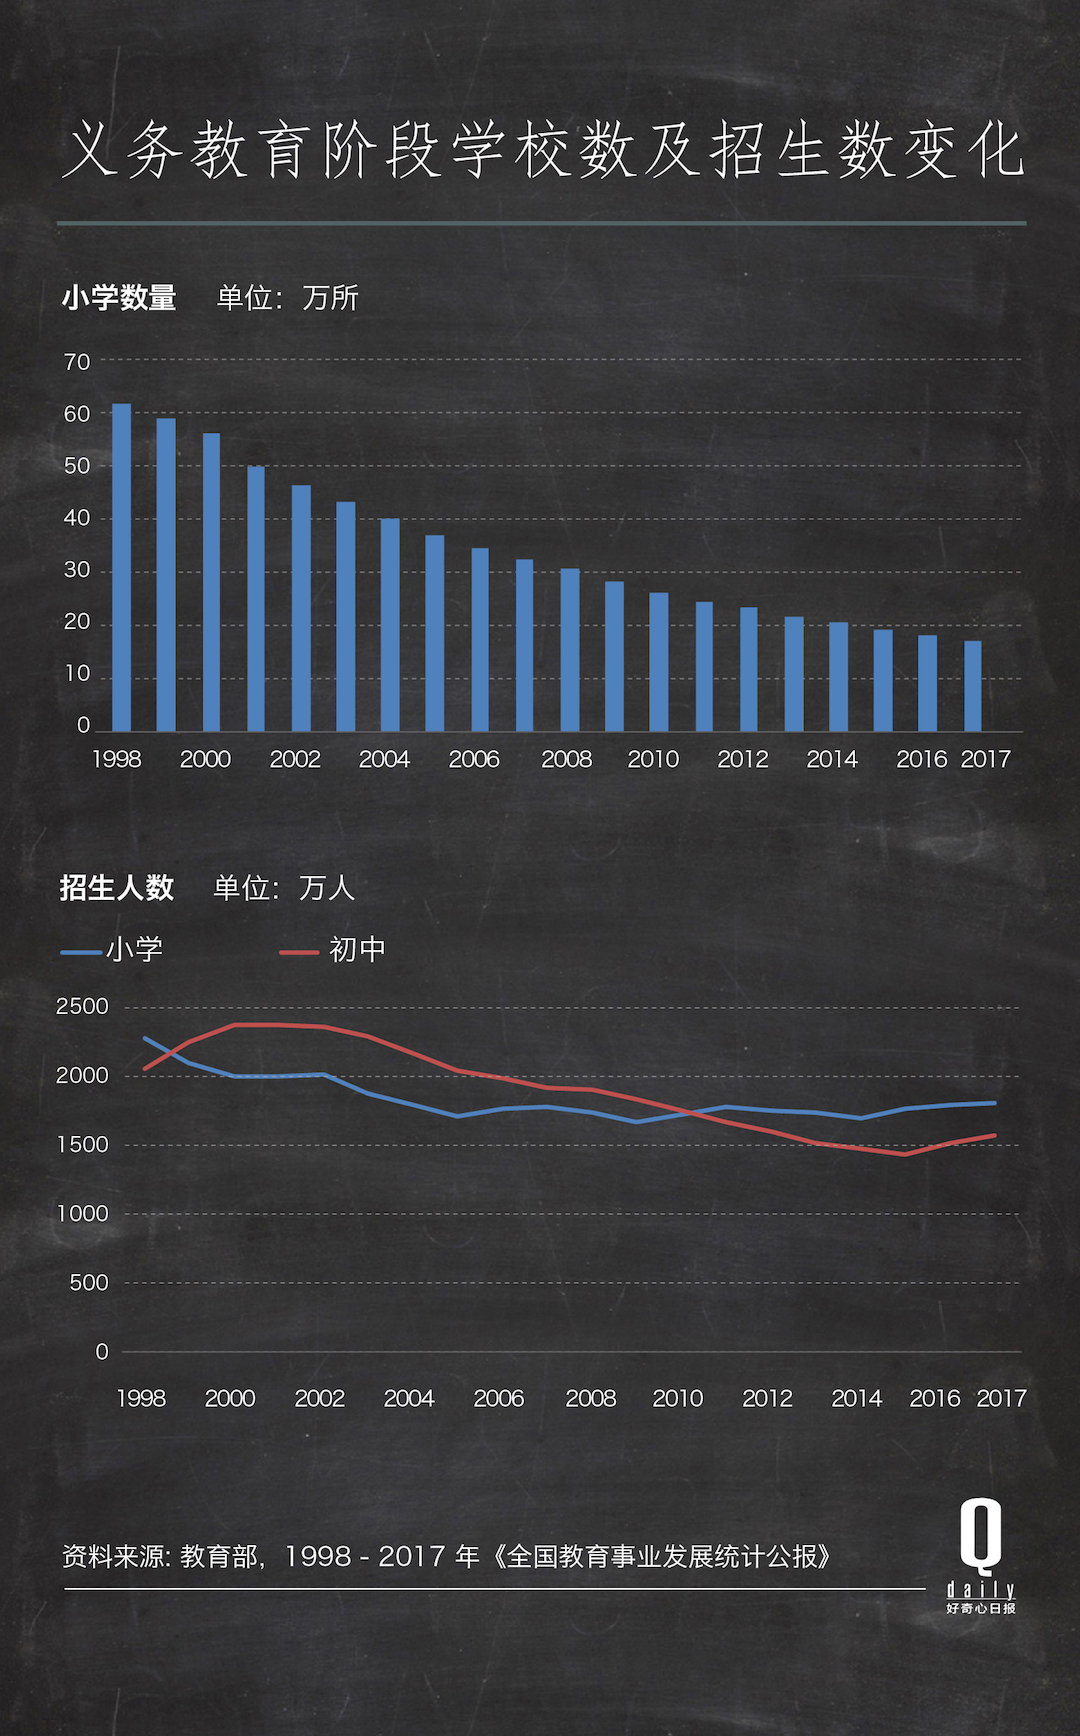 义务教育阶段学校数及招生数变化
小学数量 单位：万所
70
60
50
40
30
20
10
0
1998 2000 2002 2004 2006 2008 2010 2012 2014 2016 2017
招生人数 单位：万人
小学 初中
2500
2000
1500
1000
500
0
1998 2000 2002 2004 2006 2008 2010 2012 2014 2016 2017
资料来源: 教育部，1998 - 2017 年《全国教育事业发展统计公报》
Q
daily
好奇心日报